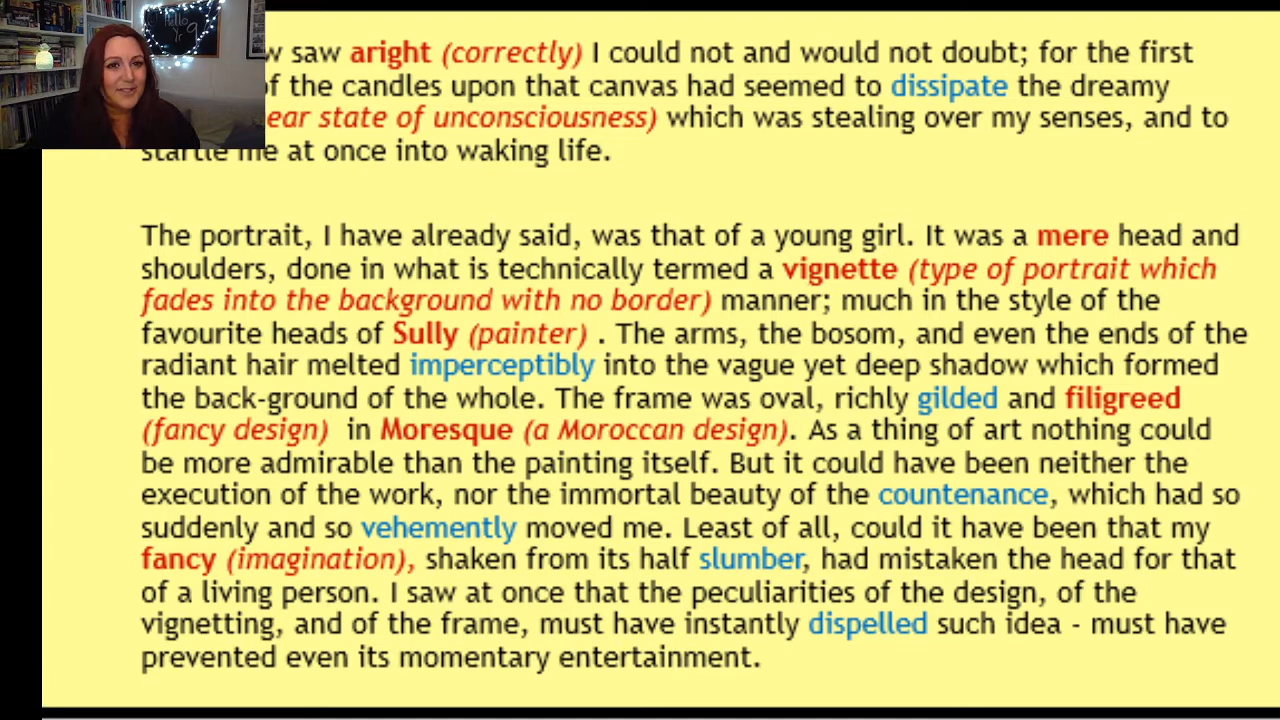 Hello
Yr 9
w saw aright (correctly) I could not and would not doubt; for the first
of the candles upon that canvas had seemed to dissipate the dreamy
ear state of unconsciousness) which was stealing over my senses, and to
startle me at once into waking life.
The portrait, I have already said, was that of a young girl. It was a mere head and
shoulders, done in what is technically termed a vignette (type of portrait which
fades into the background with no border) manner; much in the style of the
favourite heads of Sully (painter) . The arms, the bosom, and even the ends of the
radiant hair melted imperceptibly into the vague yet deep shadow which formed
the back-ground of the whole. The frame was oval, richly gilded and filigreed
(fancy design) in Moresque (a Moroccan design). As a thing of art nothing could
be more admirable than the painting itself. But it could have been neither the
execution of the work, nor the immortal beauty of the countenance, which had so
suddenly and so vehemently moved me. Least of all, could it have been that my
fancy (imagination), shaken from its half slumber, had mistaken the head for that
of a living person. I saw at once that the peculiarities of the design, of the
vignetting, and of the frame, must have instantly dispelled such idea - must have
prevented even its momentary entertainment.